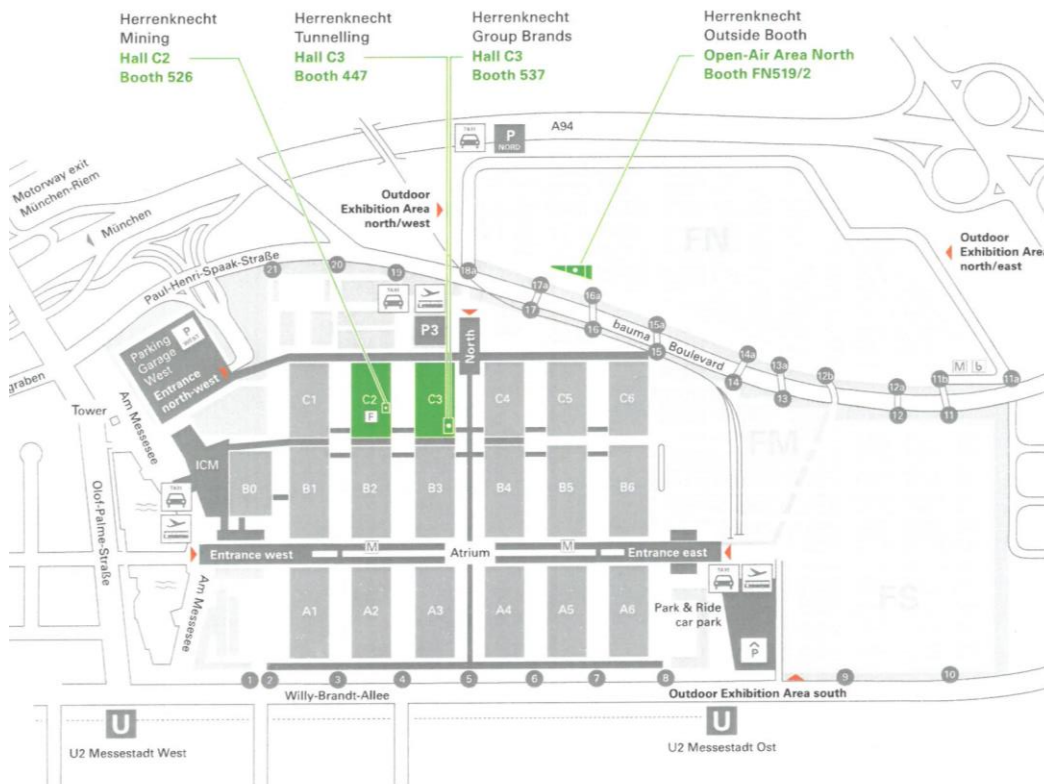 Herrenknecht
Mining
Hall C2
Booth 526
Herrenknecht
Tunnelling
Hall C3
Booth 447
Herrenknecht
Group Brands
Hall C3
Booth 537
Herrenknecht
Outside Booth
Open-Air Area North
Booth FN519/2
TAXI
P
NORD
A94
Motorway exit
München-Riem
München
Outdoor
Exhibition Area
north/west
FN
Outdoor
Exhibition Area
north/east
Paul-Henri-Spaak-Straße
21
20
19
18a
17a
17
16a
16
bauma Boulevard
15a
15
14a
14
13a
13
12b
12a
12
11b
11
11a
M
TAXI
P3
North
Parking
Garage
West
P
WEST
Entrance
north-west
graben
Tower
Am Messesee
ICM
C1
C2
F
C3
C4
C5
C6
FM
B0
B1
B2
B3
B4
B5
B6
TAXI
Olof-Palme-Straße
Entrance west
M
Atrium
M
Entrance east
Am Messesee
TAXI
A1
A2
A3
A4
A5
A6
Park & Ride
car park
P
FS
1
2
3
4
5
6
7
8
9
10
Willy-Brandt-Allee
Outdoor Exhibition Area south
U
U2 Messestadt West
U
U2 Messestadt Ost